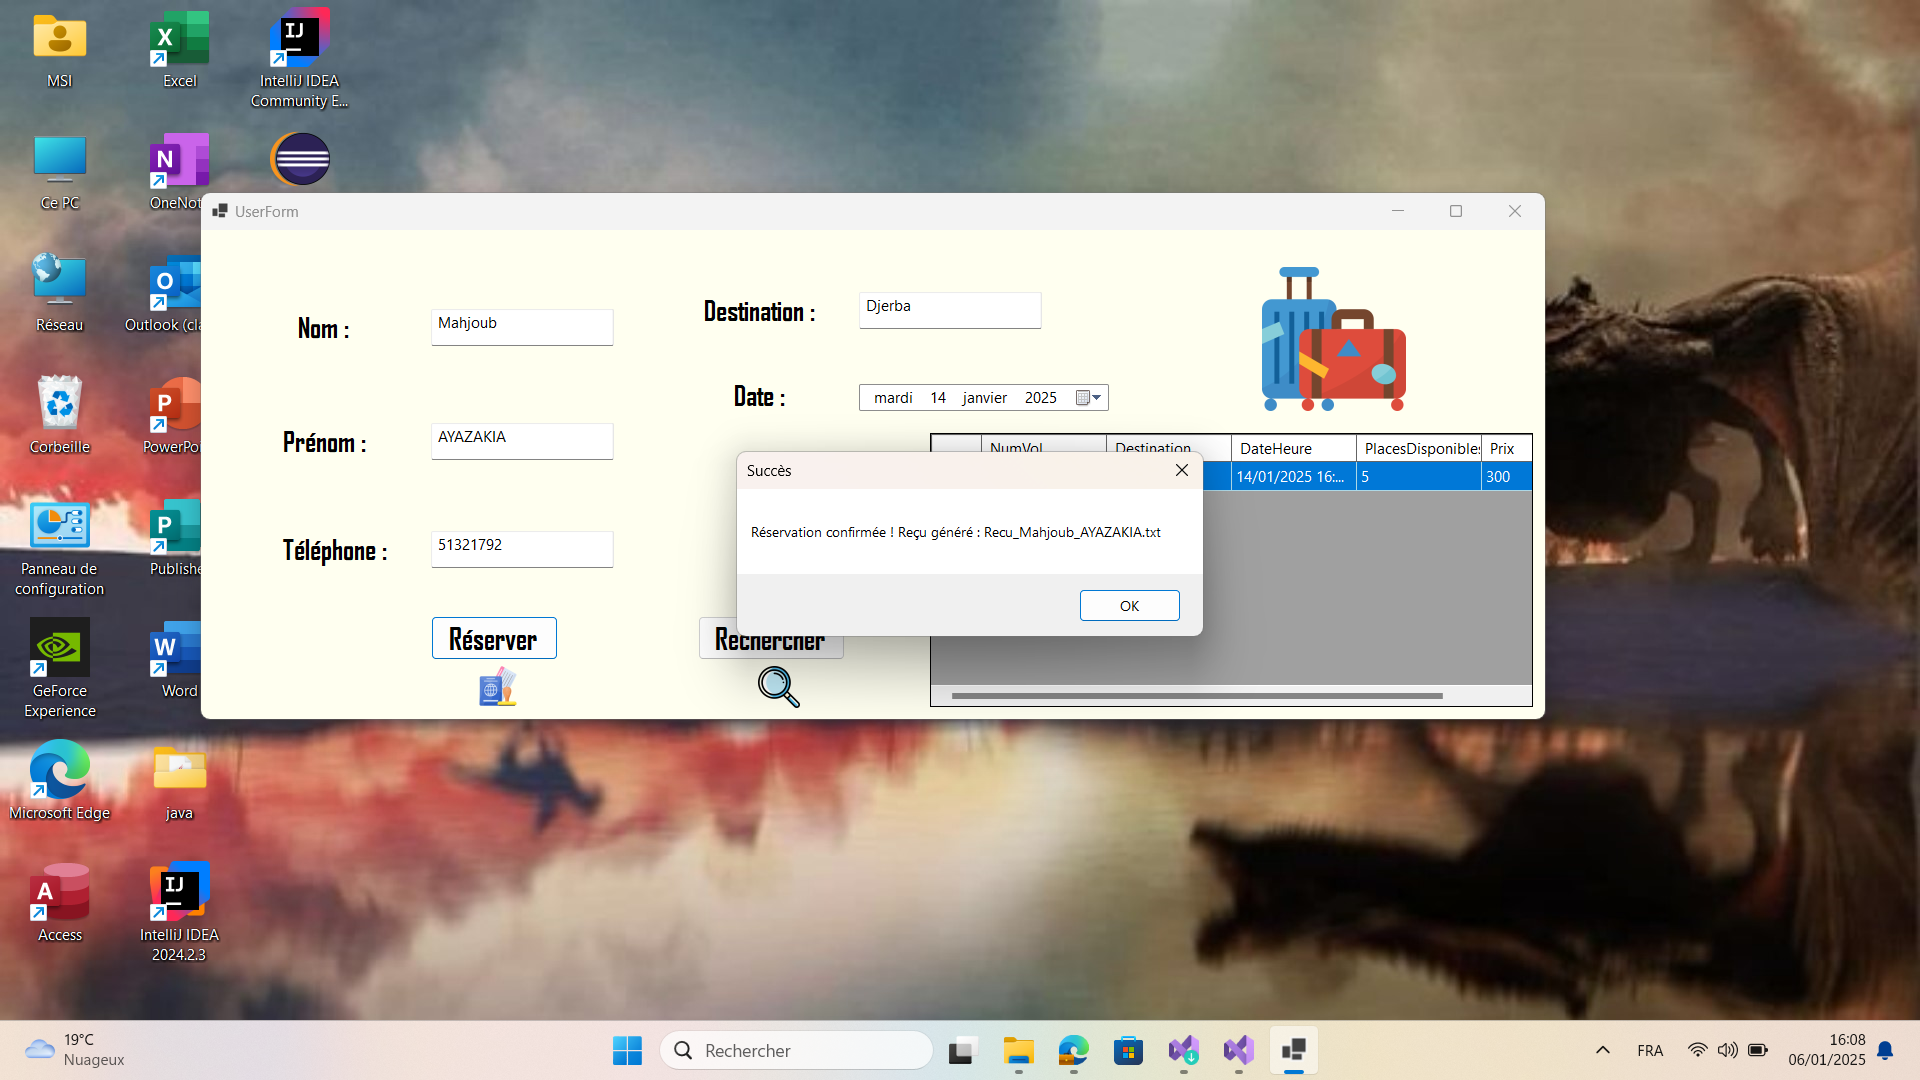 MSI
Excel
IntelliJ IDEA
Community E...
Ce PC
OneNot
Réseau
Outlook (cla
Corbeille
PowerPoi
Panneau de
configuration
Publishe
GeForce
Experience
Word
Microsoft Edge
java
Access
IntelliJ IDEA
2024.2.3
UserForm
Nom :
Mahjoub
Destination :
Djerba
Date :
mardi 14 janvier 2025
Prénom :
AYAZAKIA
Téléphone :
51321792
Réserver
Rechercher
NumVol Destination DateHeure PlacesDisponibles Prix
14/01/2025 16:... 5 300
Succès
Réservation confirmée ! Reçu généré : Recu_Mahjoub_AYAZAKIA.txt
OK
19°C
Nuageux
Rechercher
FRA
16:08
06/01/2025